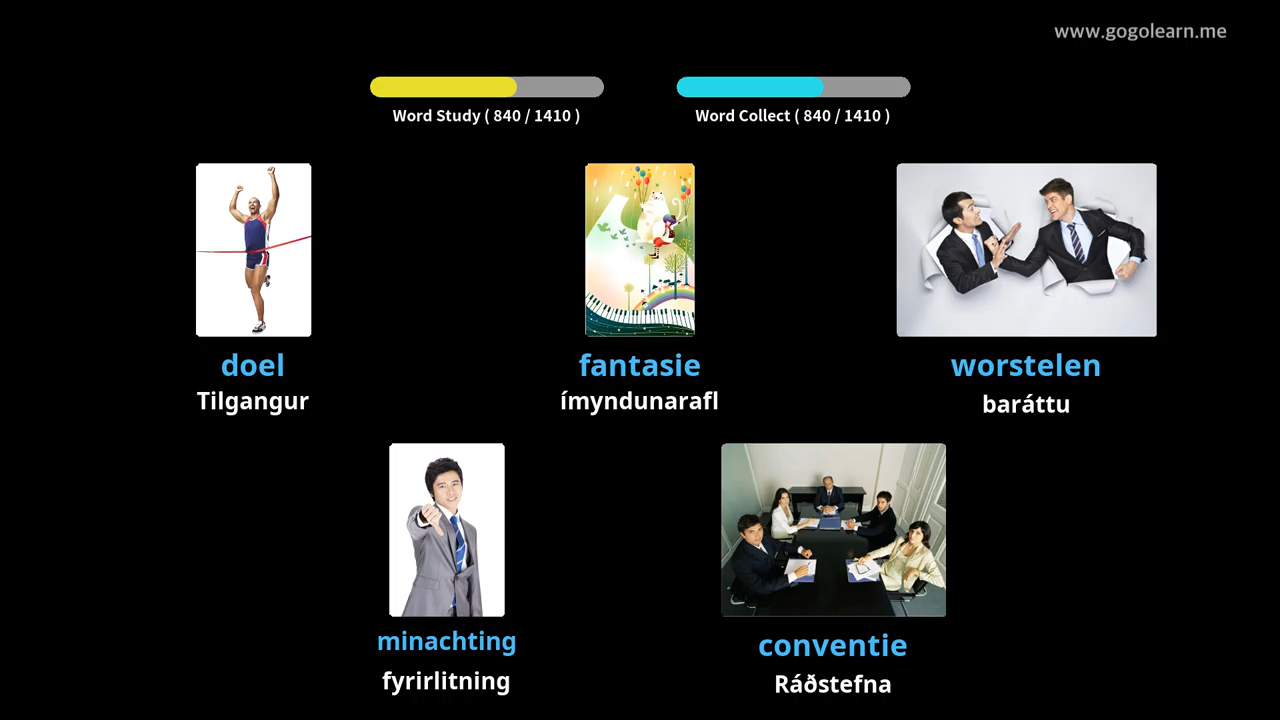 www.gogolearn.me
Word Study ( 840 / 1410 )
Word Collect ( 840 / 1410 )
doel
Tilgangur
fantasie
ímyndunarafl
worstelen
baráttu
minachting
fyrirlitning
conventie
Ráðstefna